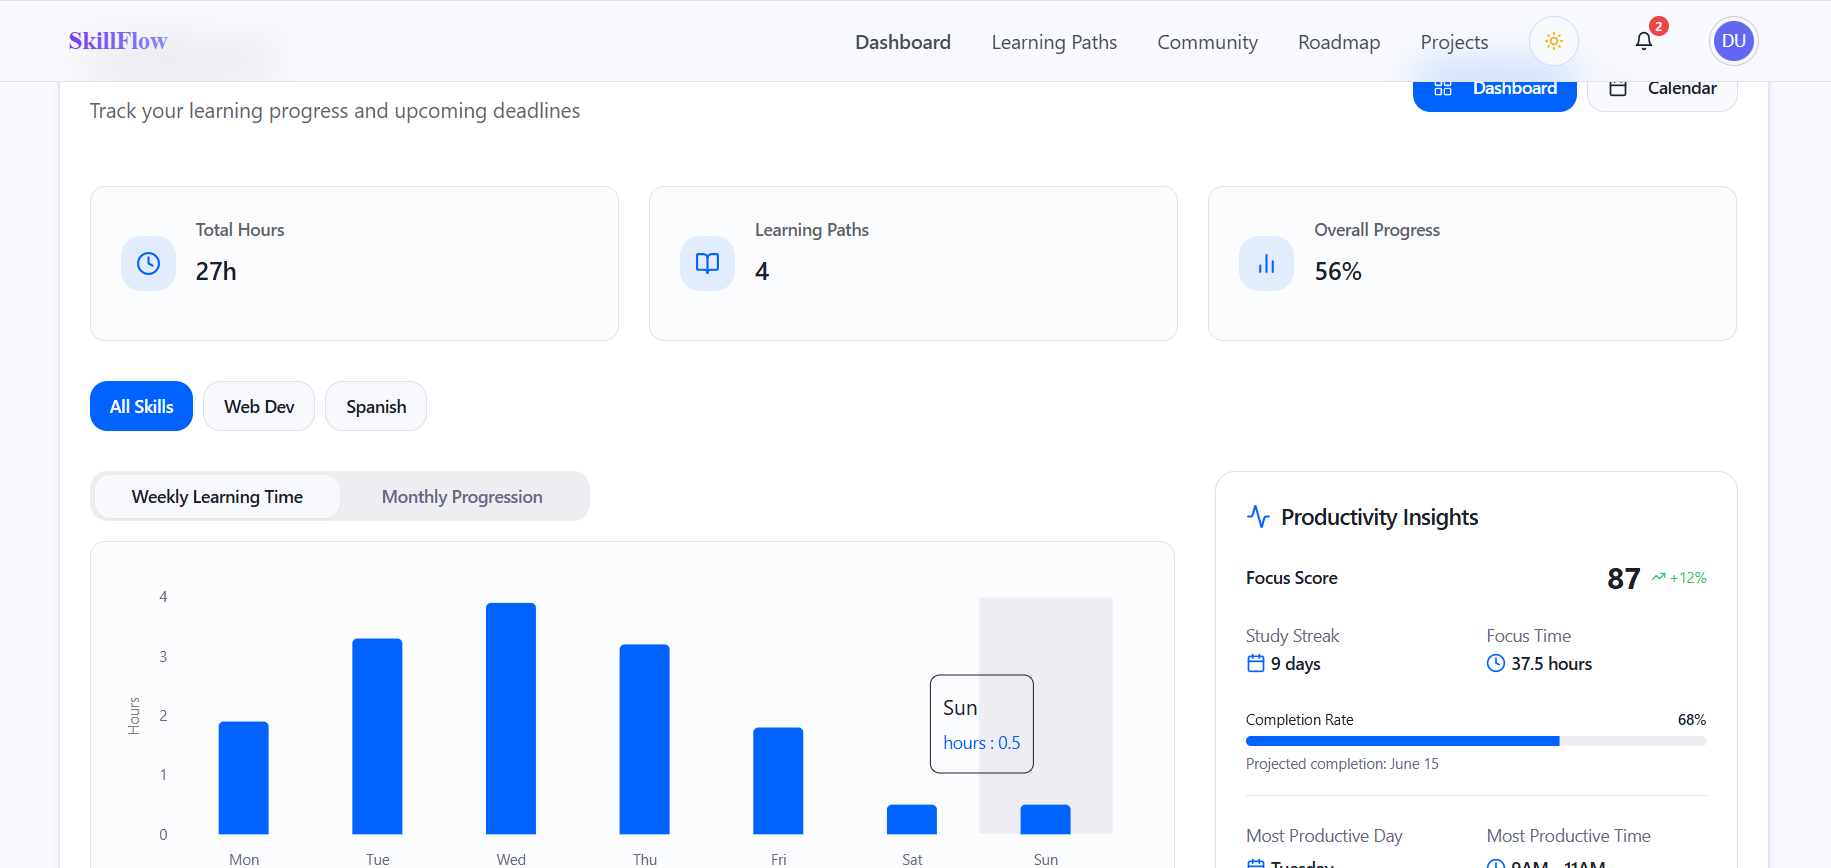 SkillFlow
Dashboard
Learning Paths
Community
Roadmap
Projects
2
DU
Track your learning progress and upcoming deadlines
Dashboard
Calendar
Total Hours
27h
Learning Paths
4
Overall Progress
56%
All Skills
Web Dev
Spanish
Weekly Learning Time
Monthly Progression
4
3
2
1
0
Hours
Sun
hours : 0.5
Mon
Tue
Wed
Thu
Fri
Sat
Sun
Productivity Insights
Focus Score
87
+12%
Study Streak
9 days
Focus Time
37.5 hours
Completion Rate
68%
Projected completion: June 15
Most Productive Day
Tuesday
Most Productive Time
9AM - 11AM